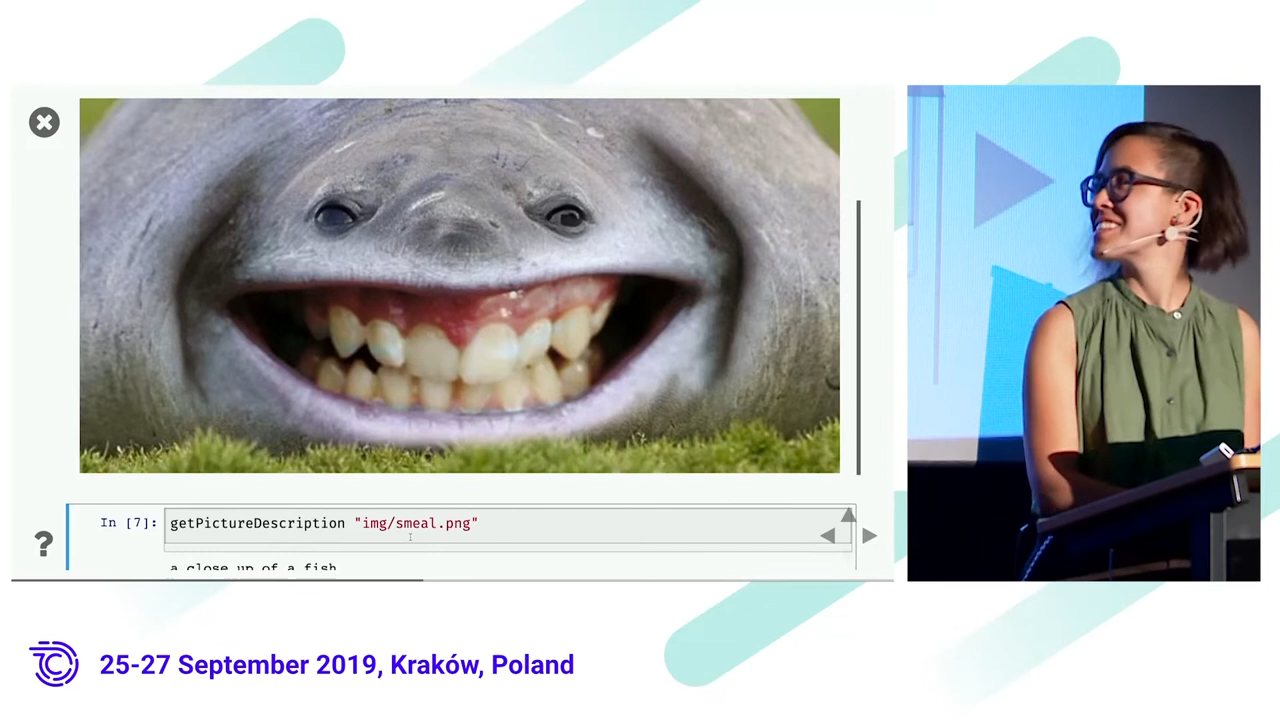 In [7]: getPictureDescription "img/smeal.png"
a close up of a fish
25-27 September 2019, Kraków, Poland